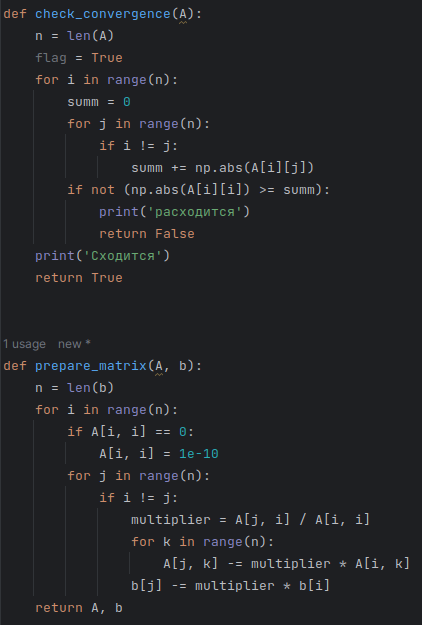 def check_convergence(A):
    n = len(A)
    flag = True
    for i in range(n):
        summ = 0
        for j in range(n):
            if i != j:
                summ += np.abs(A[i][j])
        if not (np.abs(A[i][i]) >= summ):
            print('расходится')
            return False
    print('Сходится')
    return True
1 usage   new *
def prepare_matrix(A, b):
    n = len(b)
    for i in range(n):
        if A[i, i] == 0:
            A[i, i] = 1e-10
        for j in range(n):
            if i != j:
                multiplier = A[j, i] / A[i, i]
                for k in range(n):
                    A[j, k] -= multiplier * A[i, k]
                b[j] -= multiplier * b[i]
    return A, b